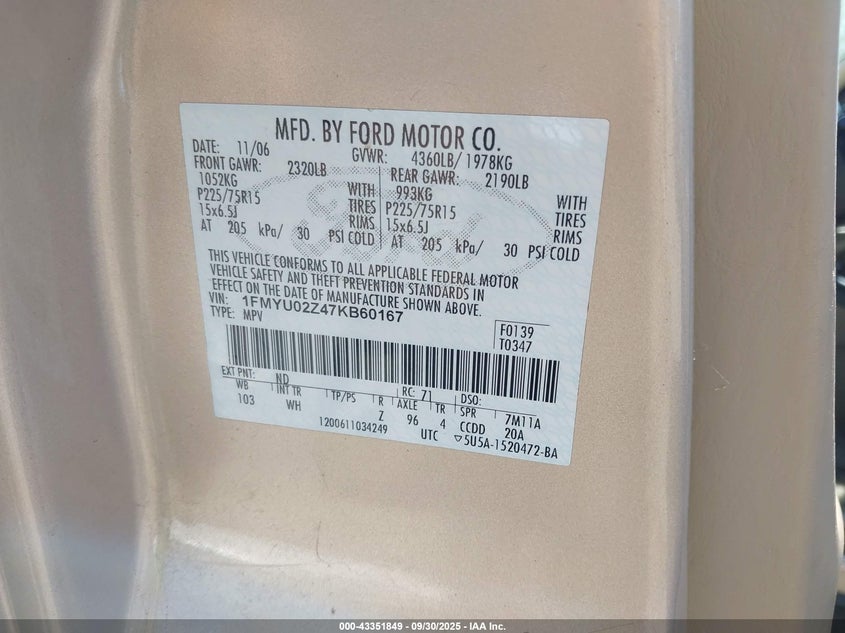 MFD. BY FORD MOTOR CO.
DATE: 11/06 GVWR: 4360LB/ 1978KG
FRONT GAWR: 2320LB REAR GAWR: 2190LB
1052KG WITH 993KG WITH
P225/75R15 TIRES P225/75R15 TIRES
15x6.5J RIMS 15x6.5J RIMS
AT 205 kPa/ 30 PSI COLD AT 205 kPa/ 30 PSI COLD
THIS VEHICLE CONFORMS TO ALL APPLICABLE FEDERAL MOTOR
VEHICLE SAFETY AND THEFT PREVENTION STANDARDS IN
EFFECT ON THE DATE OF MANUFACTURE SHOWN ABOVE.
VIN: 1FMYU02Z47KB60167
TYPE: MPV
F0139
T0347
EXT PNT: ND RC: 71 DSO:
WB INT TR TP/PS R AXLE TR SPR 7M11A
103 WH Z 96 4 CCDD 20A
1200611034249 UTC ▽5U5A-1520472-BA
Ford
000-43351849 - 09/30/2025 - IAA Inc.